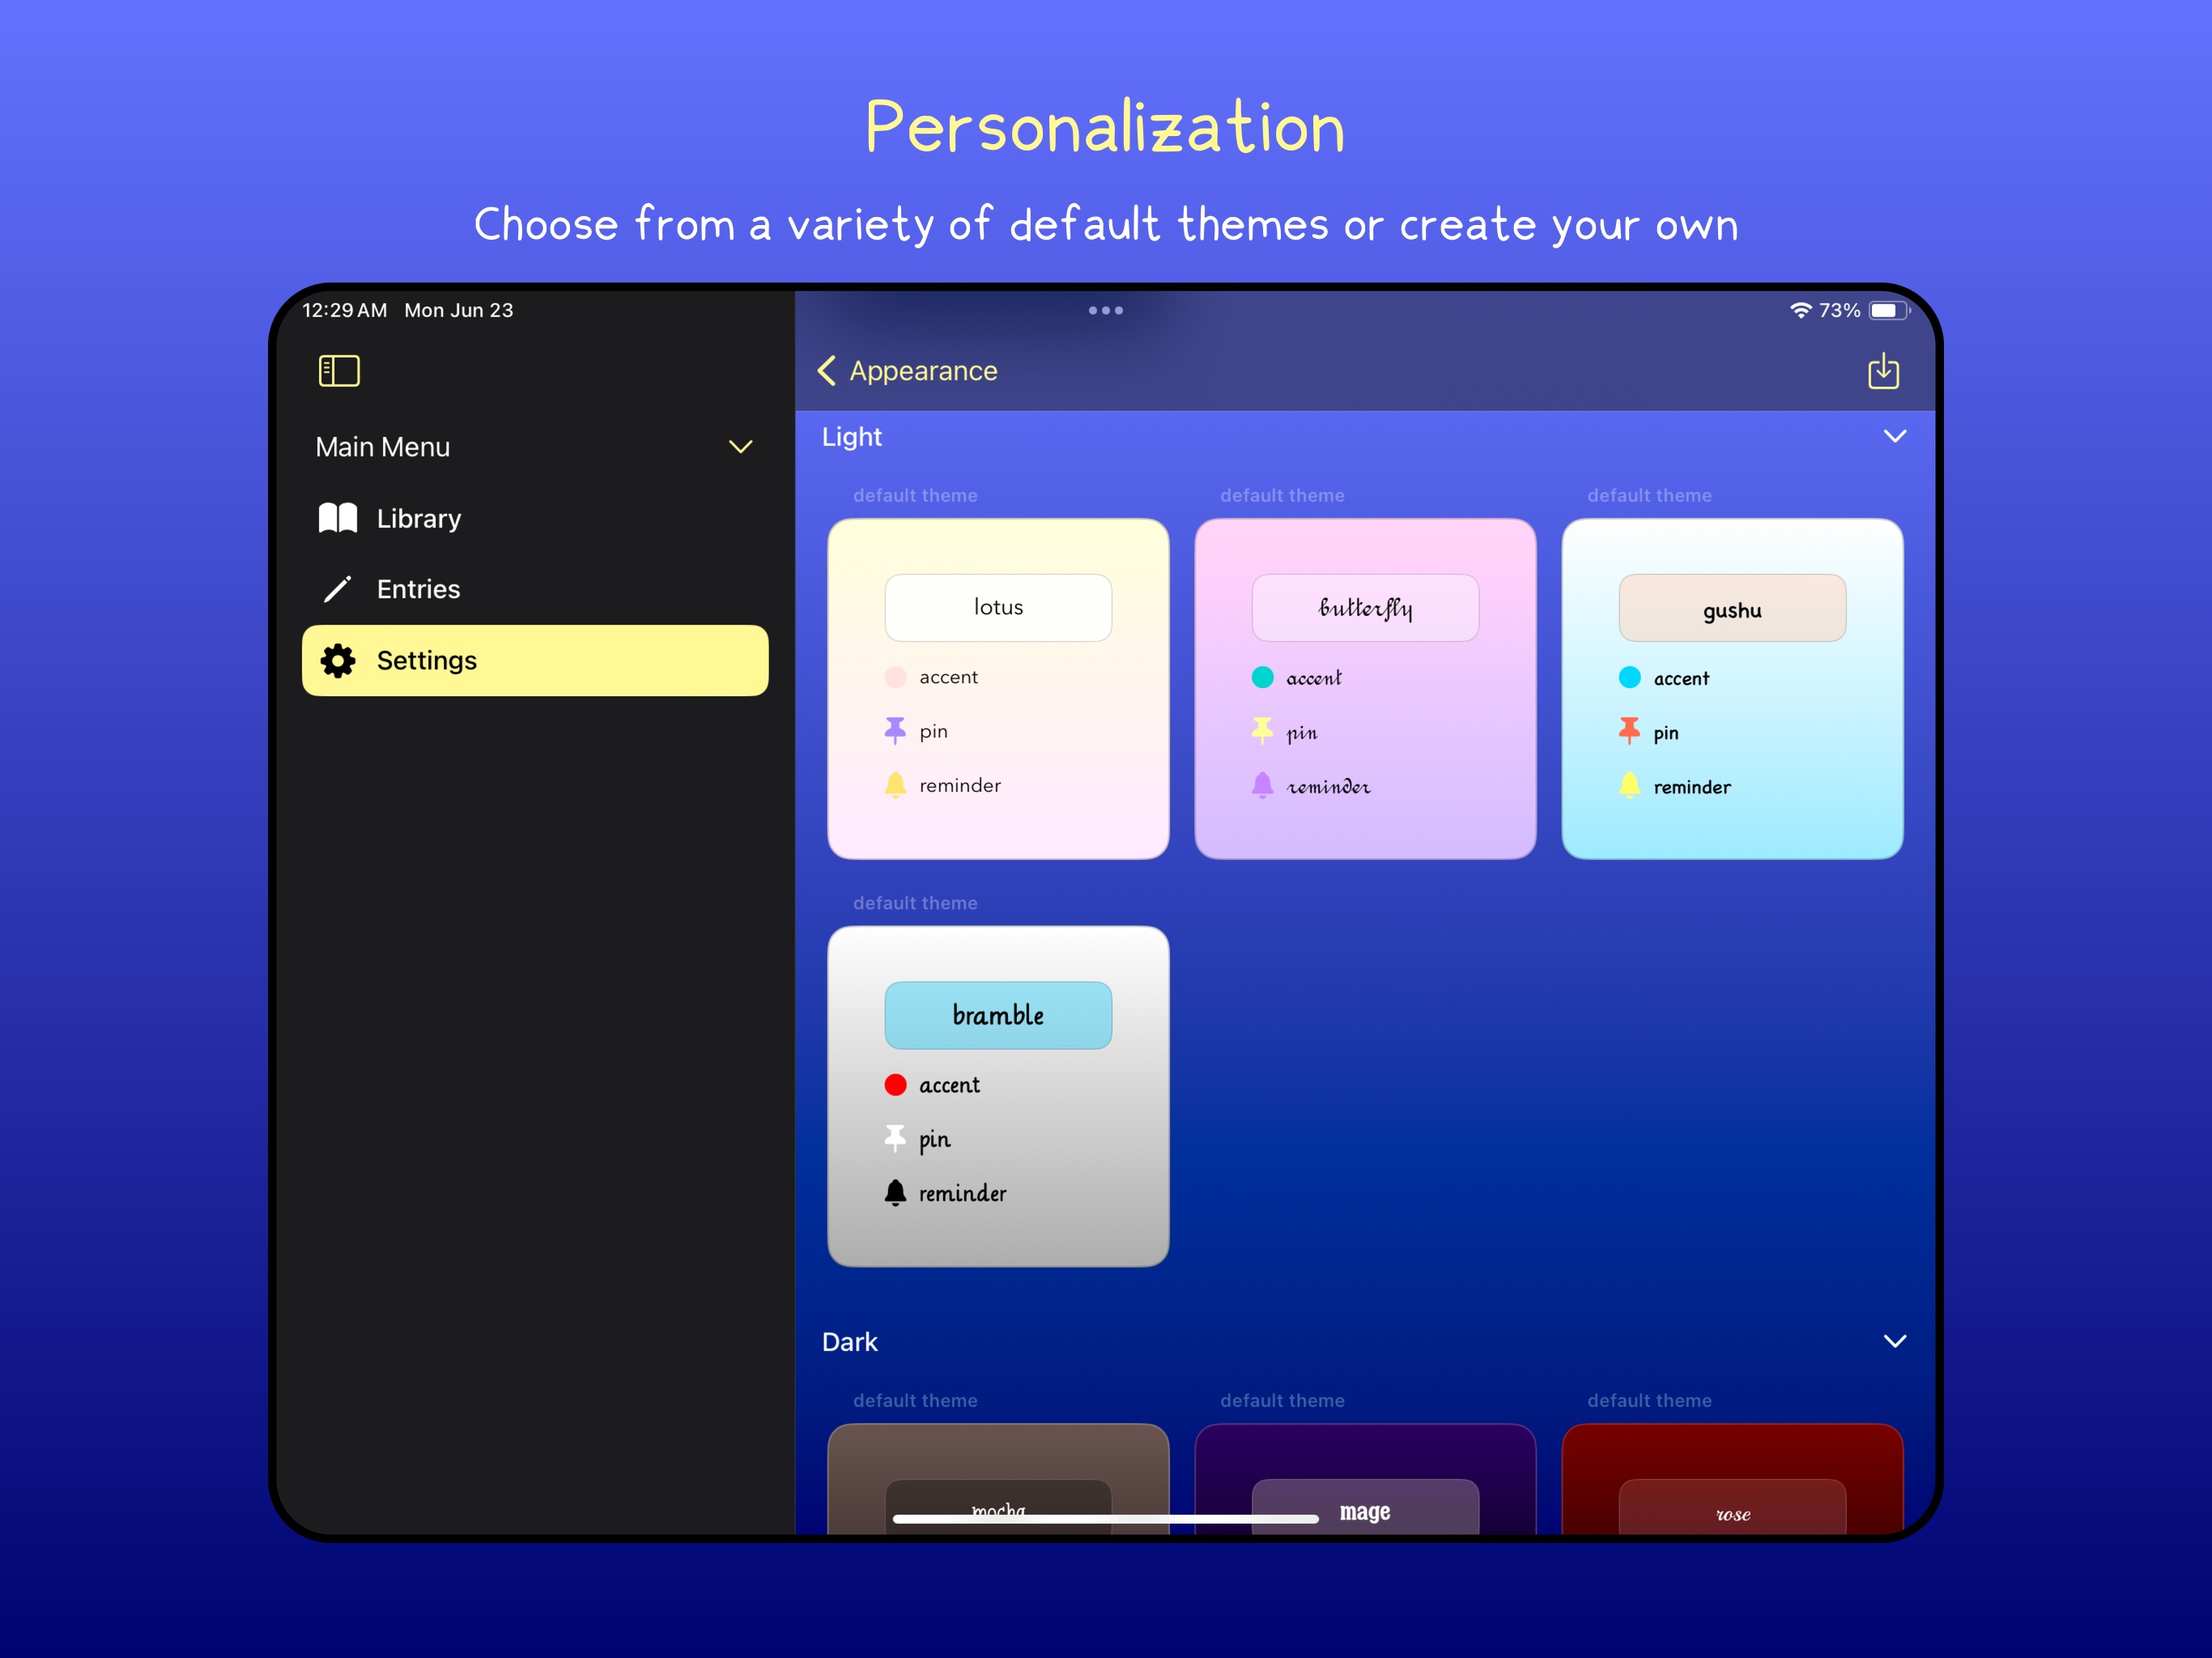 Personalization
Choose from a variety of default themes or create your own
12:29 AM Mon Jun 23
73%
Main Menu
Library
Entries
Settings
Appearance
Light
default theme
default theme
default theme
lotus
accent
pin
reminder
butterfly
accent
pin
reminder
gushu
accent
pin
reminder
default theme
bramble
accent
pin
reminder
Dark
default theme
default theme
default theme
mocha
mage
rose